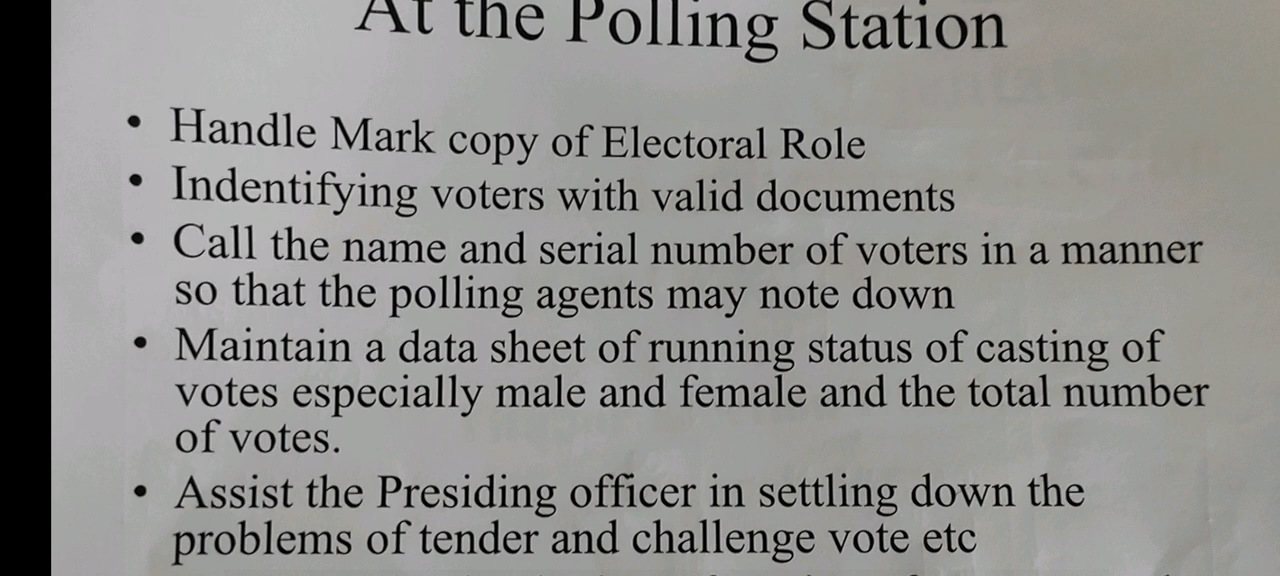 At the Polling Station
• Handle Mark copy of Electoral Role
• Indentifying voters with valid documents
• Call the name and serial number of voters in a manner
so that the polling agents may note down
• Maintain a data sheet of running status of casting of
votes especially male and female and the total number
of votes.
• Assist the Presiding officer in settling down the
problems of tender and challenge vote etc